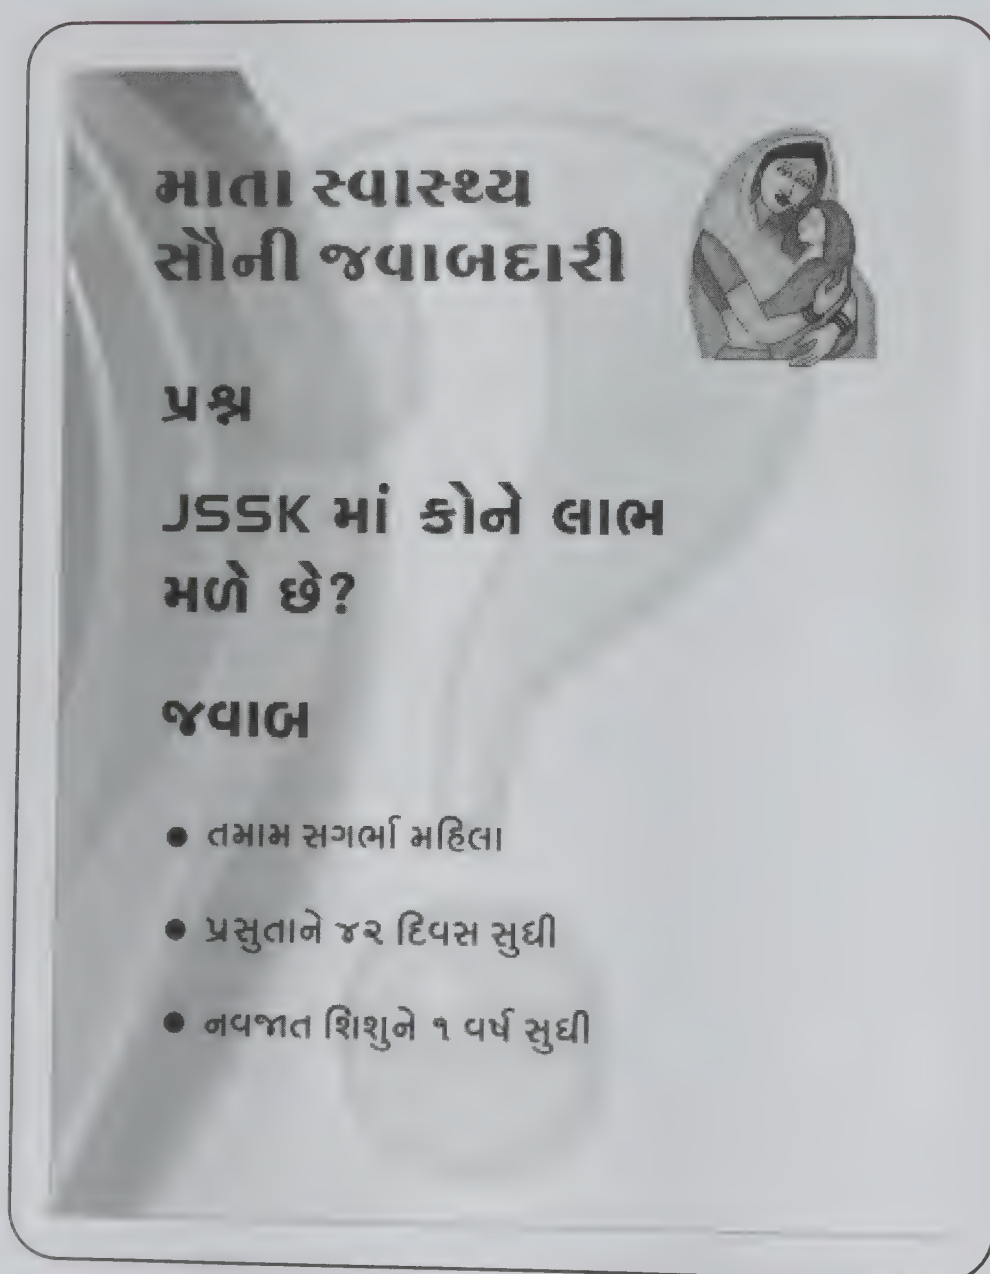 માતા સ્વાસ્થ્ય
સૌની જવાબદારી
પ્રશ્ન
JSSK માં કોને લાભ
મળે છે?
જવાબ
● તમામ સગર્ભા મહિલા
● પ્રસુતાને ૪૨ દિવસ સુધી
● નવજાત શિશુને ૧ વર્ષ સુધી